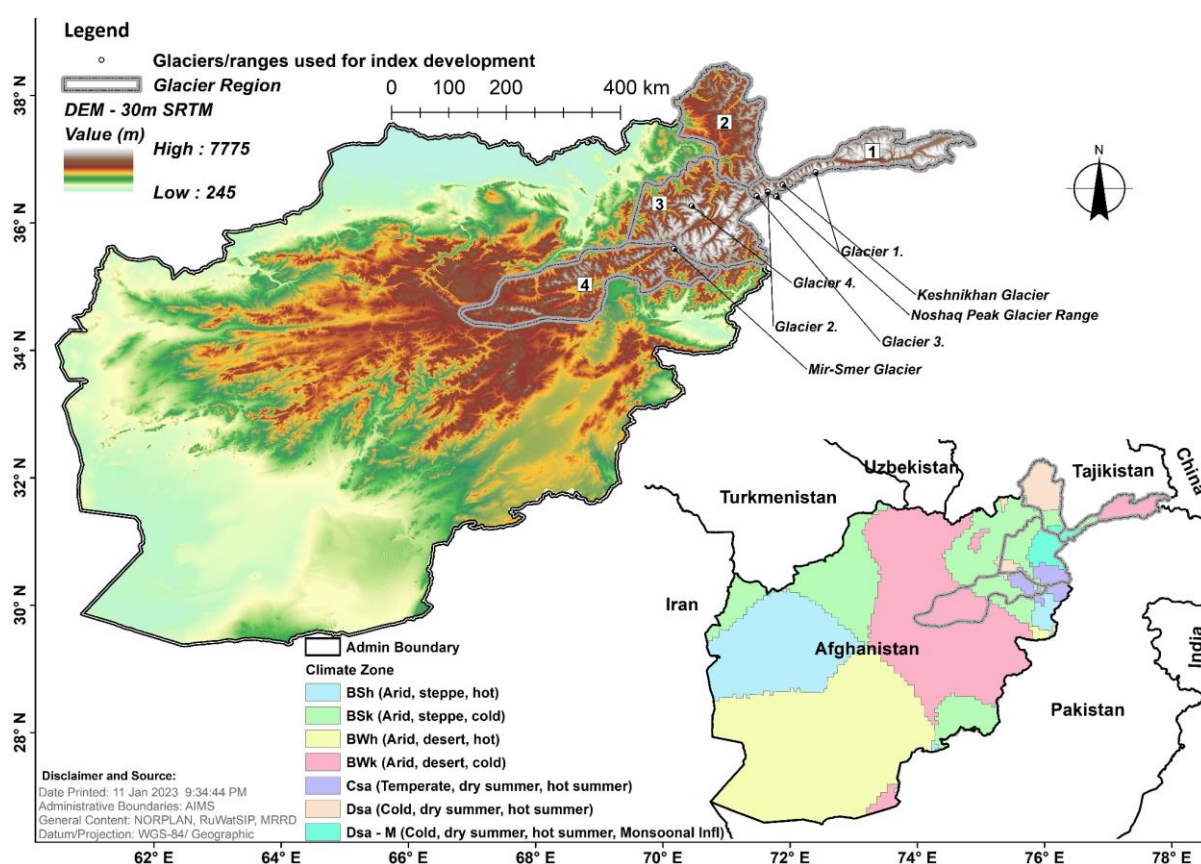 Legend
Glaciers/ranges used for index development
Glacier Region
DEM - 30m SRTM
Value (m)
High : 7775
Low : 245
0 100 200 400 km
N
2
1
3
4
Glacier 1.
Glacier 4.
Keshnikhan Glacier
Noshaq Peak Glacier Range
Glacier 2.
Glacier 3.
Mir-Smer Glacier
38° N
36° N
34° N
32° N
30° N
28° N
Uzbekistan
Tajikistan
China
Turkmenistan
Iran
Afghanistan
India
Pakistan
Admin Boundary
Climate Zone
BSh (Arid, steppe, hot)
BSk (Arid, steppe, cold)
BWh (Arid, desert, hot)
BWk (Arid, desert, cold)
Csa (Temperate, dry summer, hot summer)
Dsa (Cold, dry summer, hot summer)
Dsa - M (Cold, dry summer, hot summer, Monsoonal Infl)
Disclaimer and Source:
Date Printed: 11 Jan 2023 9:34:44 PM
Administrative Boundaries: AIMS
General Content: NORPLAN, RuWatSIP, MRRD
Datum/Projection: WGS-84/ Geographic
62° E 64° E 66° E 68° E 70° E 72° E 74° E 76° E 78° E